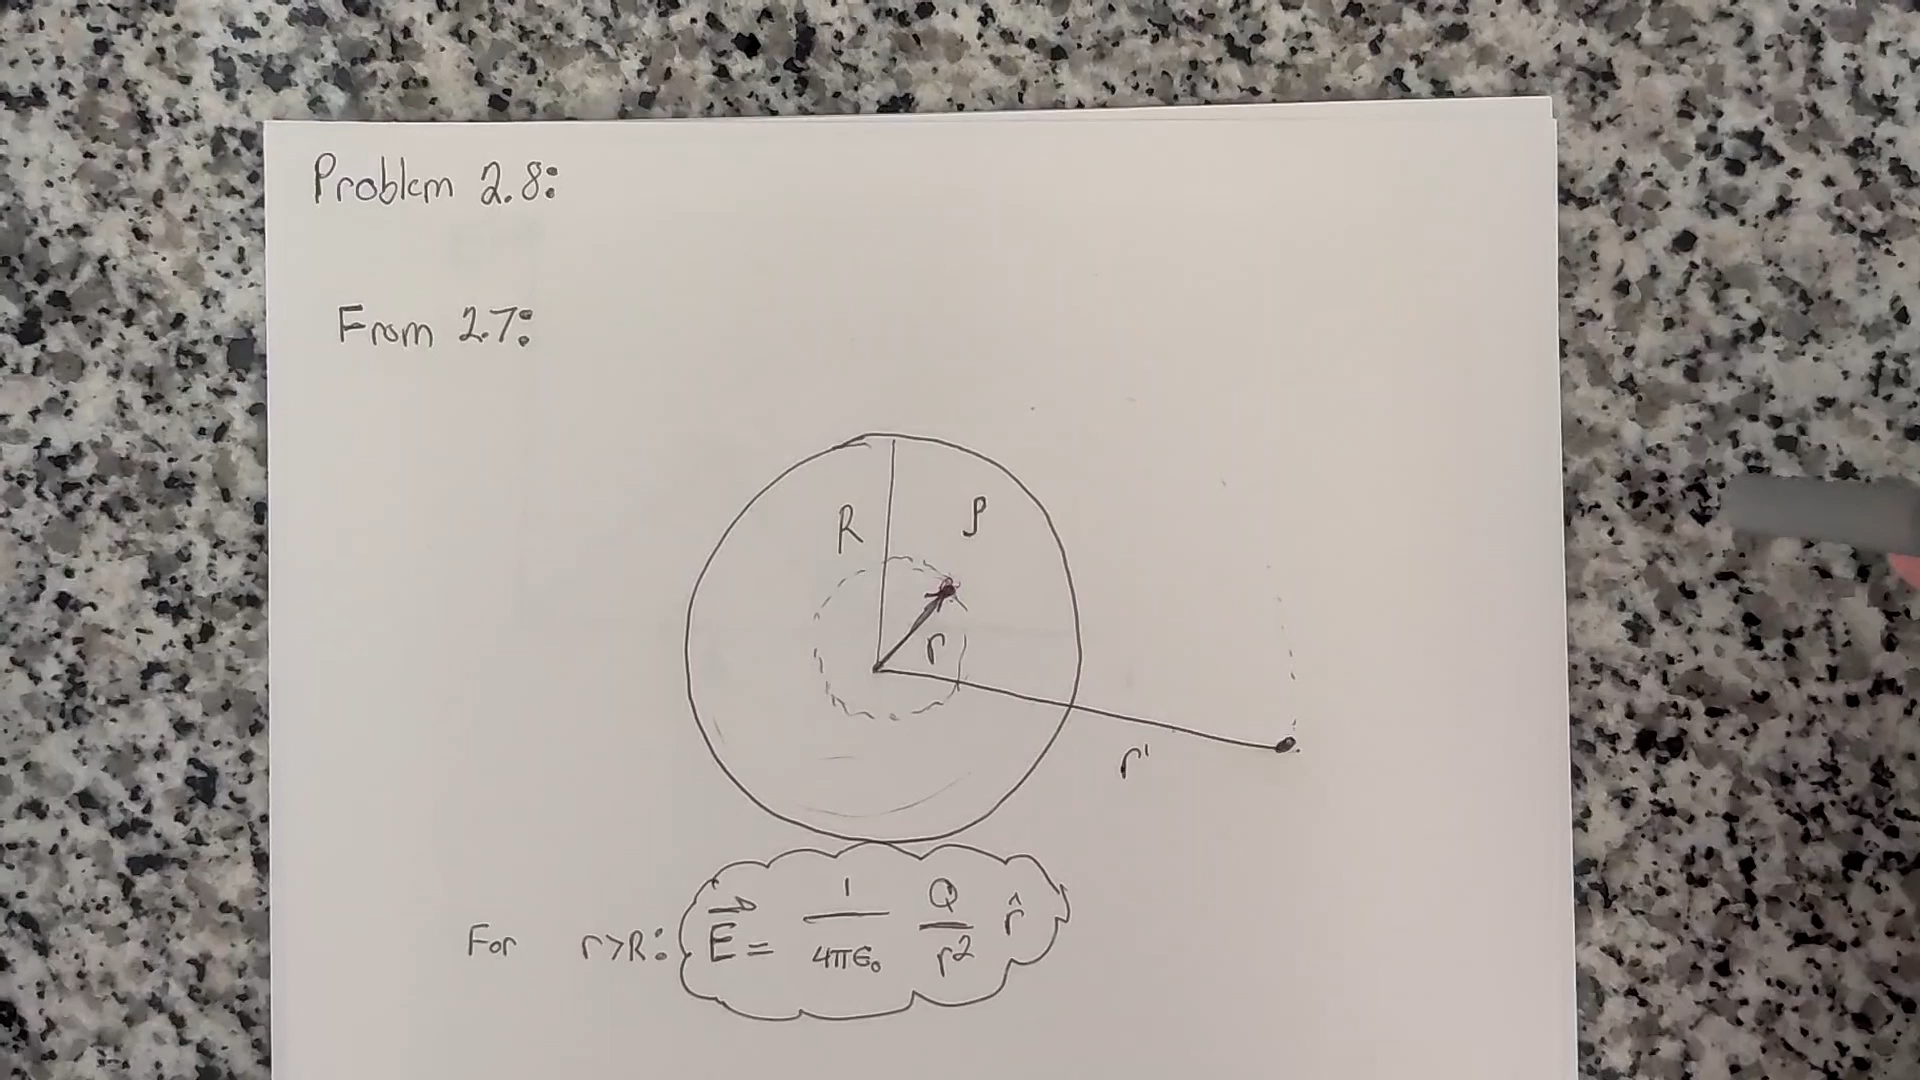 Problem 2.8:
From 2.7:
R ρ
r
r'
For r>R: E⃗ = 1/4πε₀ Q/r² r̂